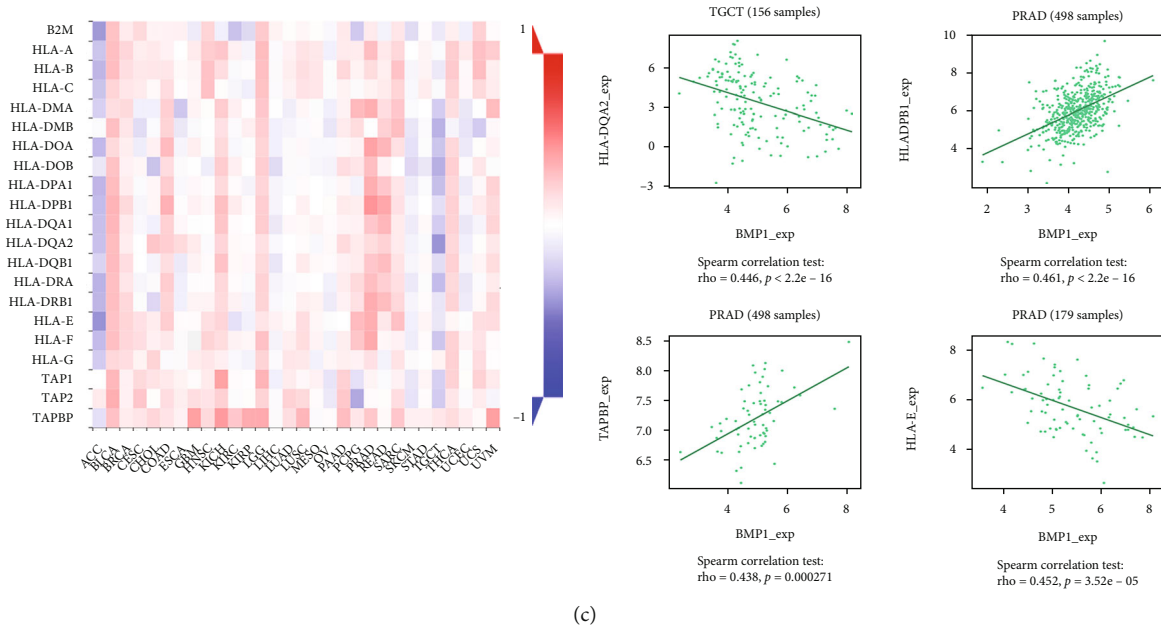 B2M
HLA-A
HLA-B
HLA-C
HLA-DMA
HLA-DMB
HLA-DOA
HLA-DOB
HLA-DPA1
HLA-DPB1
HLA-DQA1
HLA-DQA2
HLA-DQB1
HLA-DRA
HLA-DRB1
HLA-E
HLA-F
HLA-G
TAP1
TAP2
TAPBP
ACC
BLCA
BRCA
CESC
CHOL
COAD
ESCA
GBM
HNSC
KICH
KIRC
KIRP
LGG
LIHC
LUAD
LUSC
MESO
OV
PAAD
PCPG
PRAD
READ
SARC
SKCM
STAD
TGCT
THCA
UCEC
UCS
UVM
1
−1
TGCT (156 samples)
HLA-DQA2_exp
6
3
0
−3
4 6 8
BMP1_exp
Spearm correlation test:
rho = 0.446, p < 2.2e − 16
PRAD (498 samples)
HLADPB1_exp
10
8
6
4
2 3 4 5 6
BMP1_exp
Spearm correlation test:
rho = 0.461, p < 2.2e − 16
PRAD (498 samples)
TAPBP_exp
8.5
8.0
7.5
7.0
6.5
4 6 8
BMP1_exp
Spearm correlation test:
rho = 0.438, p = 0.000271
PRAD (179 samples)
HLA-E_exp
8
6
4
4 5 6 7 8
BMP1_exp
Spearm correlation test:
rho = 0.452, p = 3.52e − 05
(c)